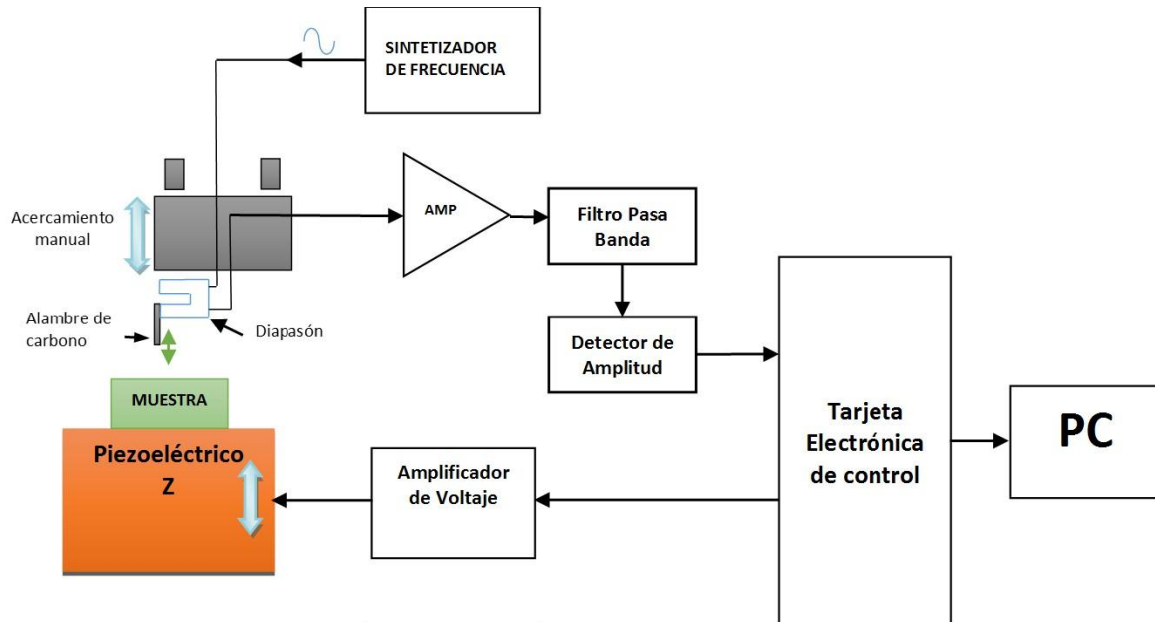 SINTETIZADOR
DE FRECUENCIA
Acercamiento
manual
AMP
Filtro Pasa
Banda
Alambre de
carbono
Diapasón
Detector de
Amplitud
MUESTRA
Piezoeléctrico
Z
Amplificador
de Voltaje
Tarjeta
Electrónica
de control
PC